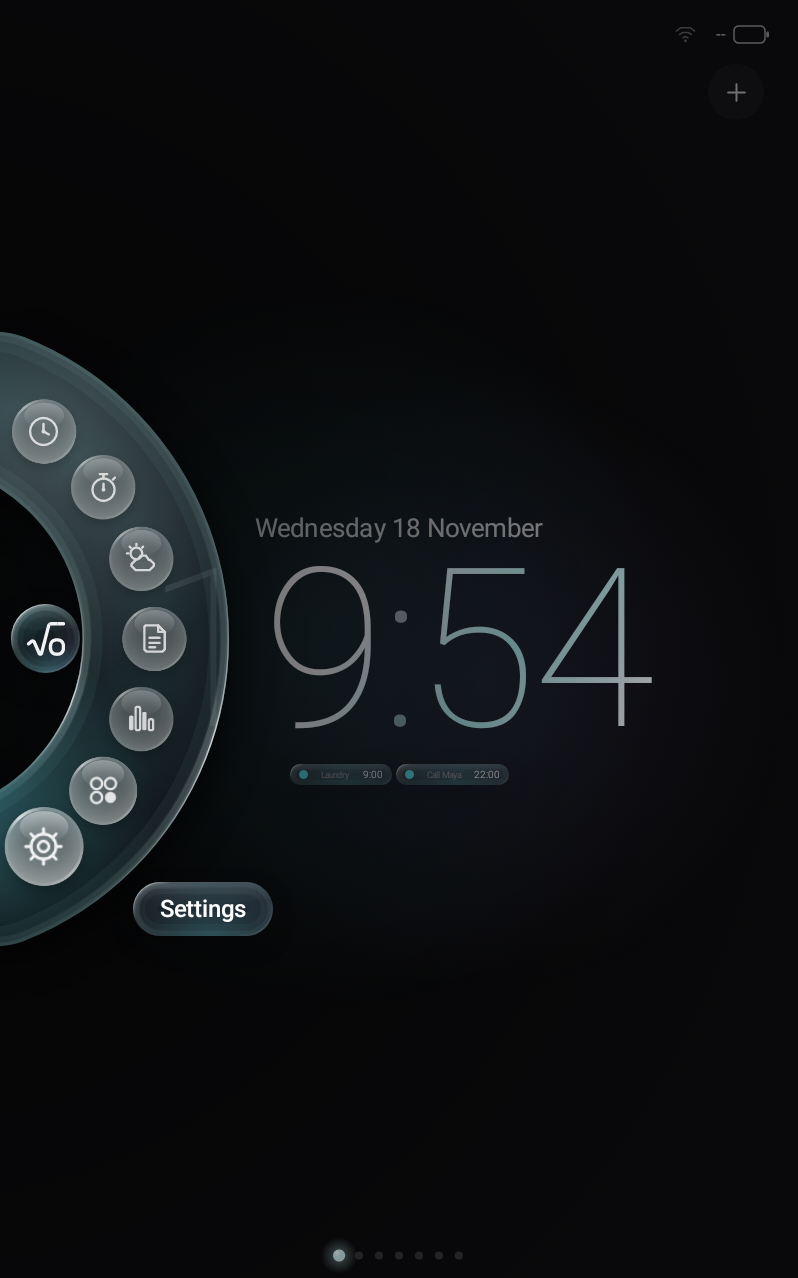 --
Wednesday 18 November
9:54
Laundry 9:00 Call Maya 22:00
√o
Settings